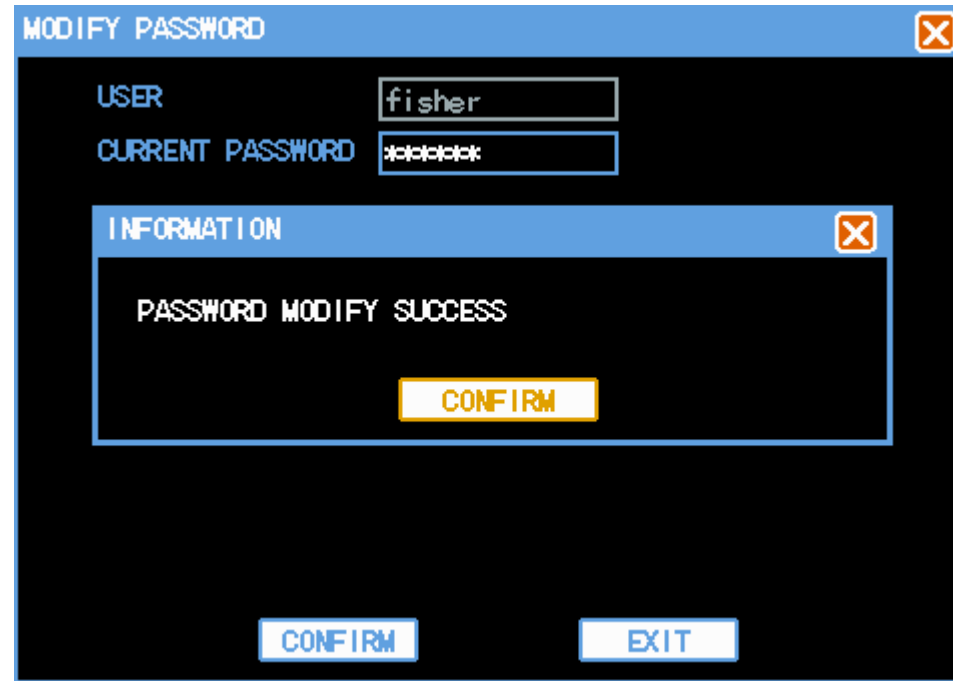 MODIFY PASSWORD
USER fisher
CURRENT PASSWORD ******
INFORMATION
PASSWORD MODIFY SUCCESS
CONFIRM
CONFIRM EXIT